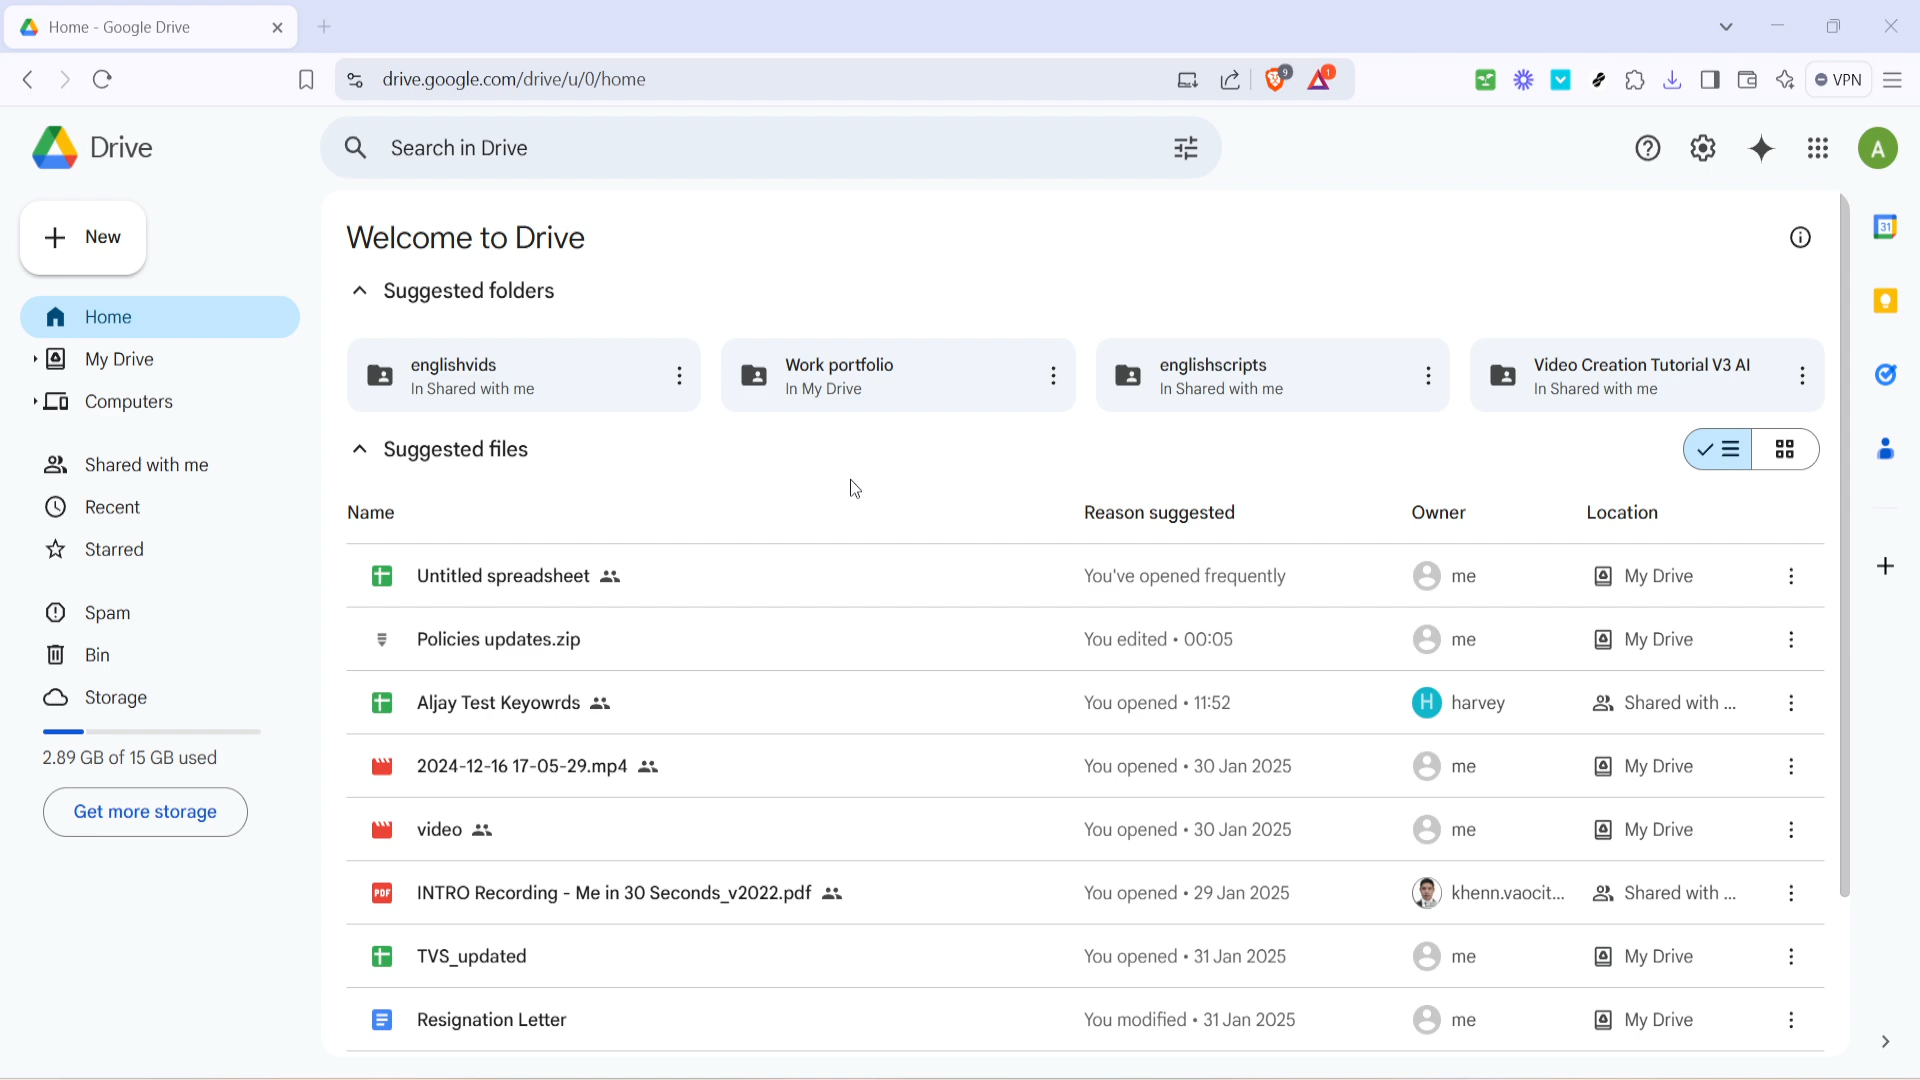 Home - Google Drive
drive.google.com/drive/u/0/home
9
1
VPN
Drive
Search in Drive
A
New
Home
My Drive
Computers
Shared with me
Recent
Starred
Spam
Bin
Storage
2.89 GB of 15 GB used
Get more storage
Welcome to Drive
Suggested folders
englishvids
In Shared with me
Work portfolio
In My Drive
englishscripts
In Shared with me
Video Creation Tutorial V3 AI
In Shared with me
Suggested files
Name Reason suggested Owner Location
Untitled spreadsheet You've opened frequently me My Drive
Policies updates.zip You edited • 00:05 me My Drive
Aljay Test Keyowrds You opened • 11:52 H harvey Shared with ...
2024-12-16 17-05-29.mp4 You opened • 30 Jan 2025 me My Drive
video You opened • 30 Jan 2025 me My Drive
PDF INTRO Recording - Me in 30 Seconds_v2022.pdf You opened • 29 Jan 2025 khenn.vaocit... Shared with ...
TVS_updated You opened • 31 Jan 2025 me My Drive
Resignation Letter You modified • 31 Jan 2025 me My Drive
31